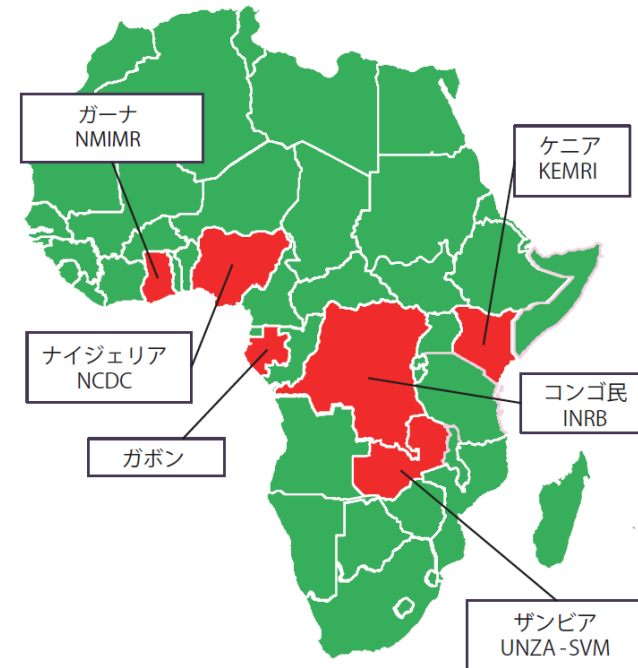 ガーナ
NMIMR
ケニア
KEMRI
ナイジェリア
NCDC
コンゴ民
INRB
ガボン
ザンビア
UNZA - SVM